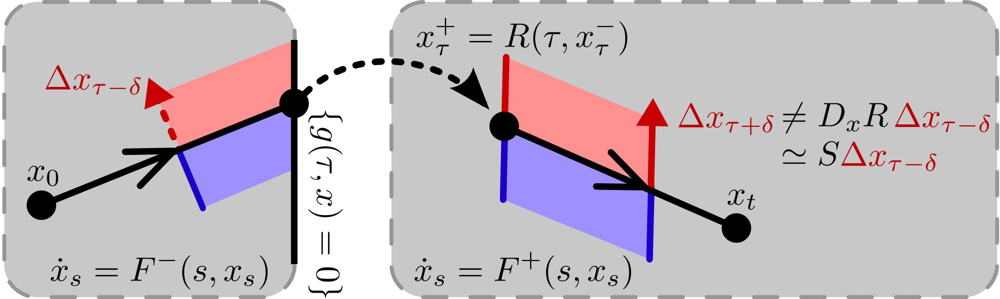 Δx_{τ−δ}
x_0
ẋ_s = F^−(s, x_s)
{g(τ, x) = 0}
x_τ^+ = R(τ, x_τ^−)
Δx_{τ+δ} ≠ D_x R Δx_{τ−δ}
≃ SΔx_{τ−δ}
x_t
ẋ_s = F^+(s, x_s)